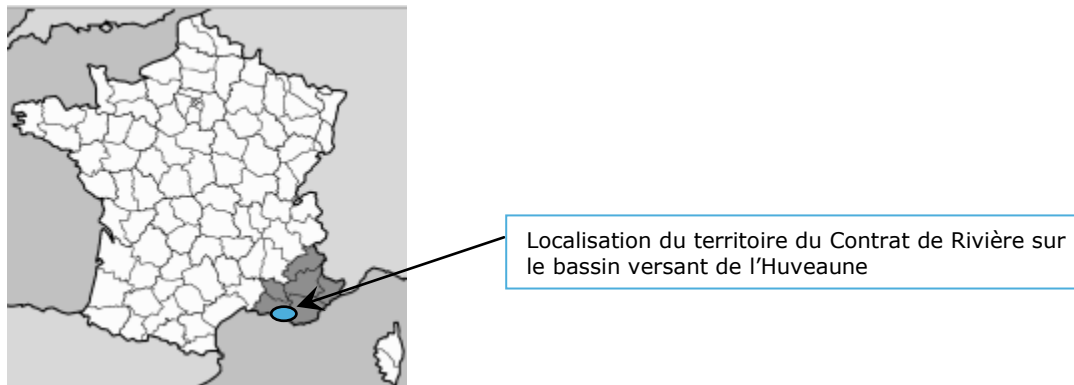 Localisation du territoire du Contrat de Rivière sur
le bassin versant de l’Huveaune